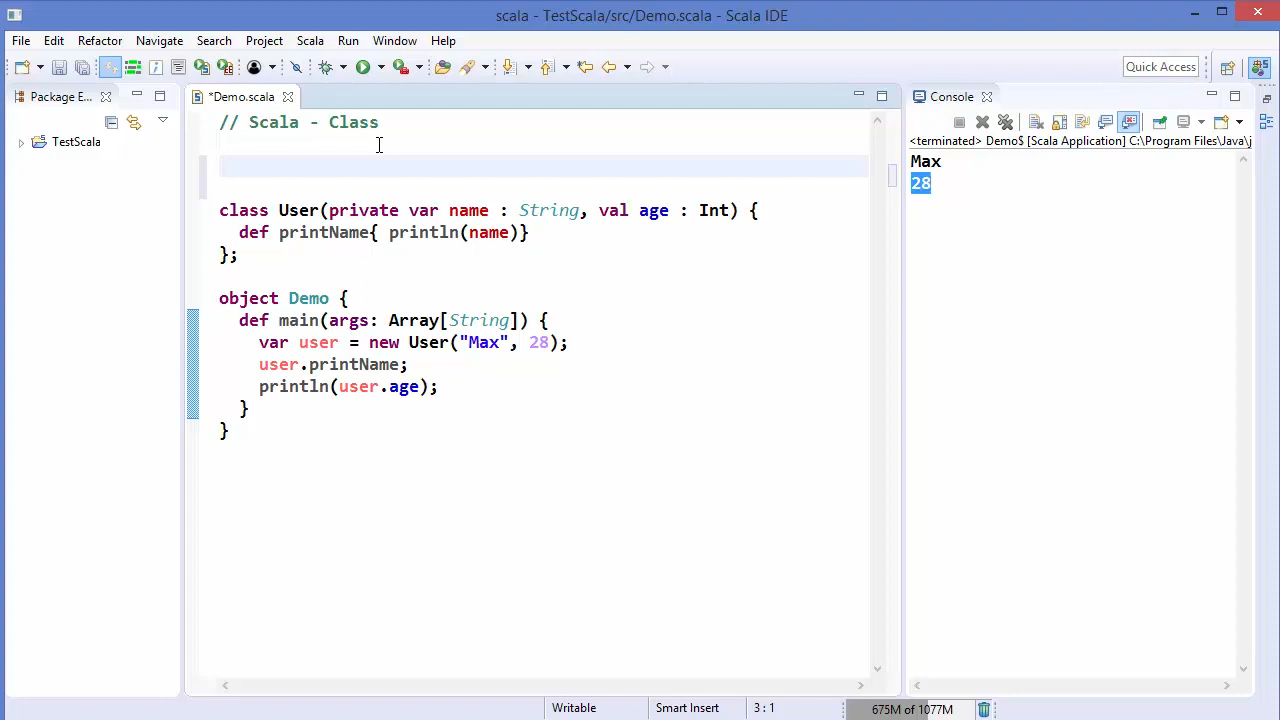 scala - TestScala/src/Demo.scala - Scala IDE
File Edit Refactor Navigate Search Project Scala Run Window Help
Quick Access
Package E...
TestScala
*Demo.scala
// Scala - Class
class User(private var name : String, val age : Int) {
def printName{ println(name)}
};
object Demo {
def main(args: Array[String]) {
var user = new User("Max", 28);
user.printName;
println(user.age);
}
}
Console
<terminated> Demo$ [Scala Application] C:\Program Files\Java\j
Max
28
Writable
Smart Insert
3 : 1
675M of 1077M